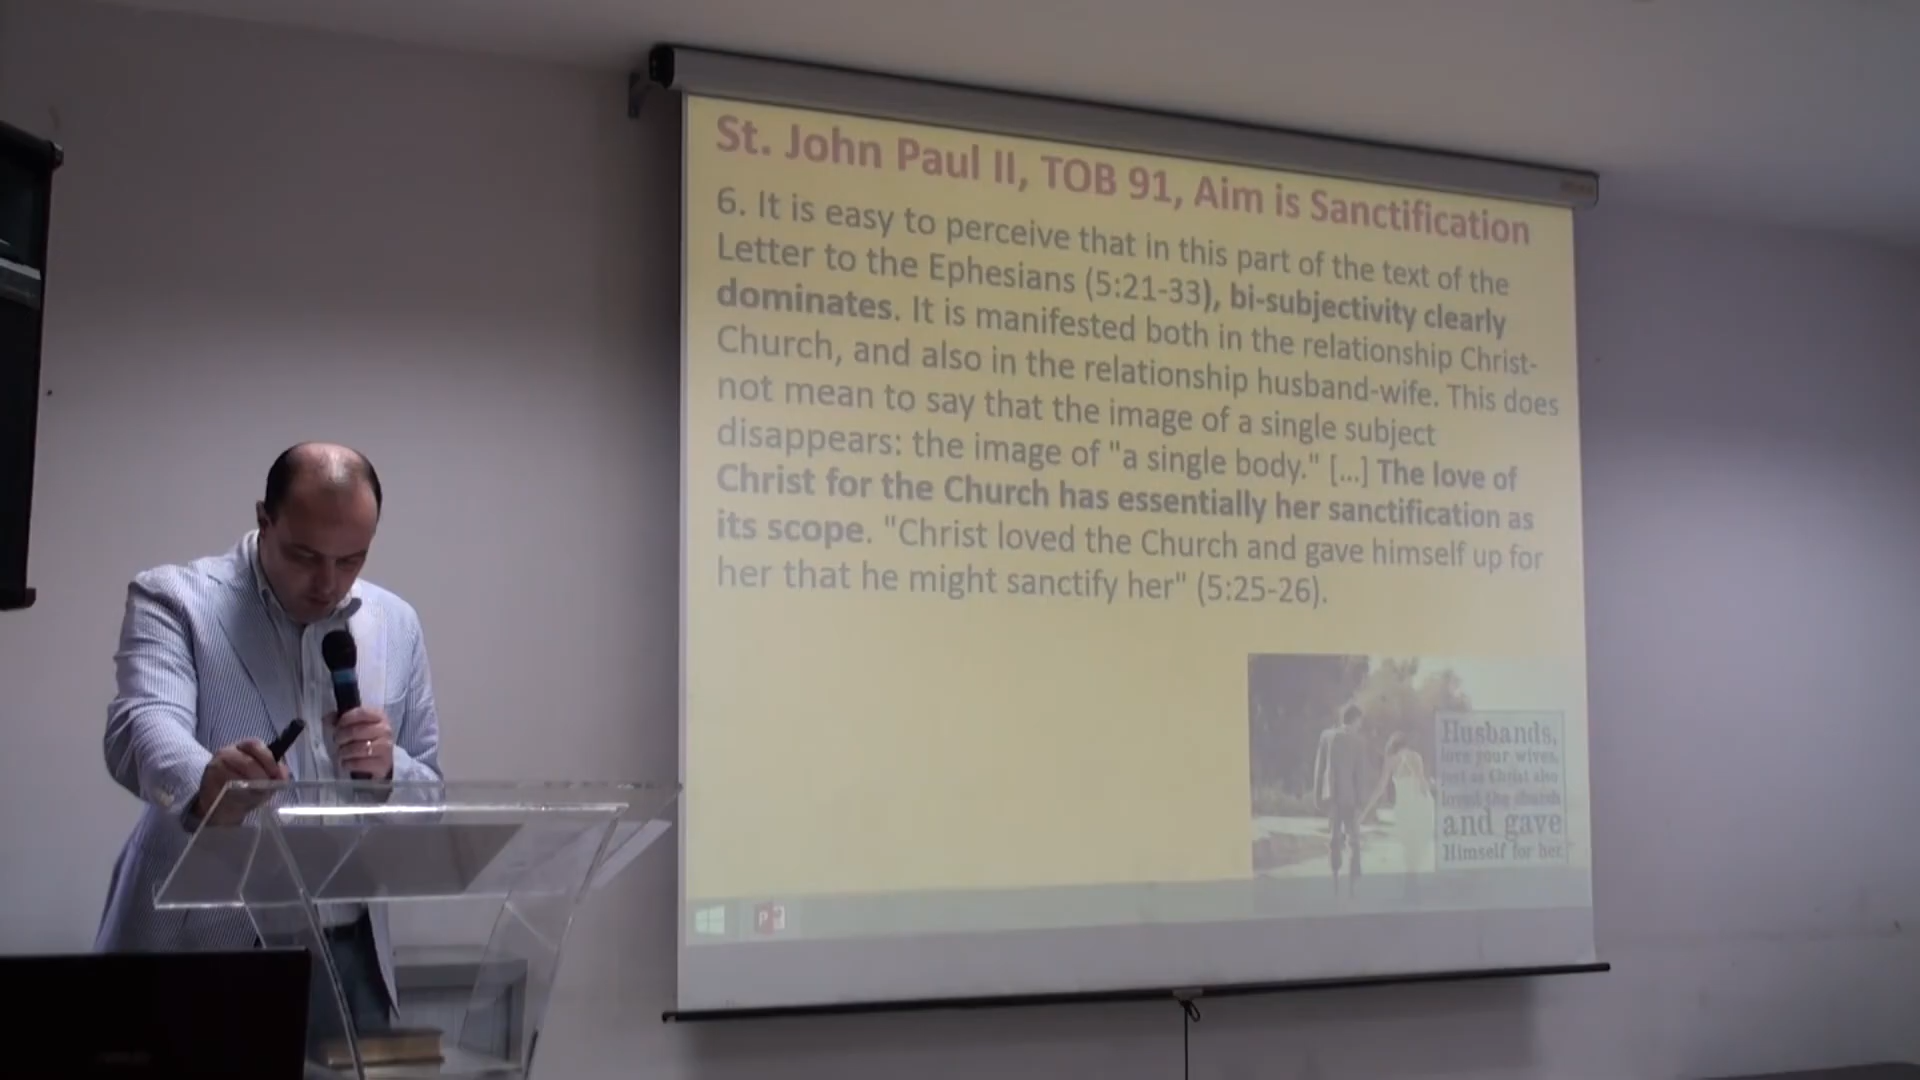 St. John Paul II, TOB 91, Aim is Sanctification
6. It is easy to perceive that in this part of the text of the
Letter to the Ephesians (5:21-33), bi-subjectivity clearly
dominates. It is manifested both in the relationship Christ-
Church, and also in the relationship husband-wife. This does
not mean to say that the image of a single subject
disappears: the image of "a single body." [...] The love of
Christ for the Church has essentially her sanctification as
its scope. "Christ loved the Church and gave himself up for
her that he might sanctify her" (5:25-26).
Husbands,
love your wives,
just as Christ also
loved the church
and gave
Himself for her.
P